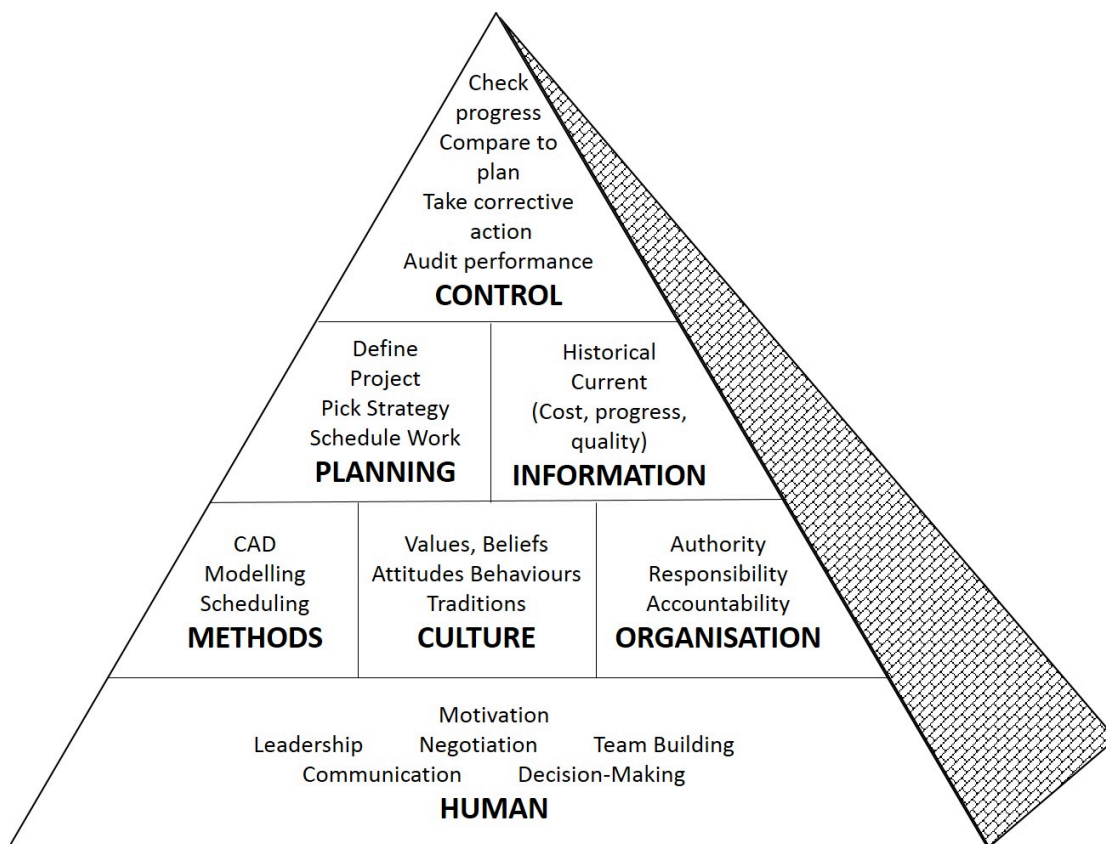 Check
progress
Compare to
plan
Take corrective
action
Audit performance
CONTROL
Define
Project
Pick Strategy
Schedule Work
PLANNING
Historical
Current
(Cost, progress,
quality)
INFORMATION
CAD
Modelling
Scheduling
METHODS
Values, Beliefs
Attitudes Behaviours
Traditions
CULTURE
Authority
Responsibility
Accountability
ORGANISATION
Motivation
Leadership Negotiation Team Building
Communication Decision-Making
HUMAN